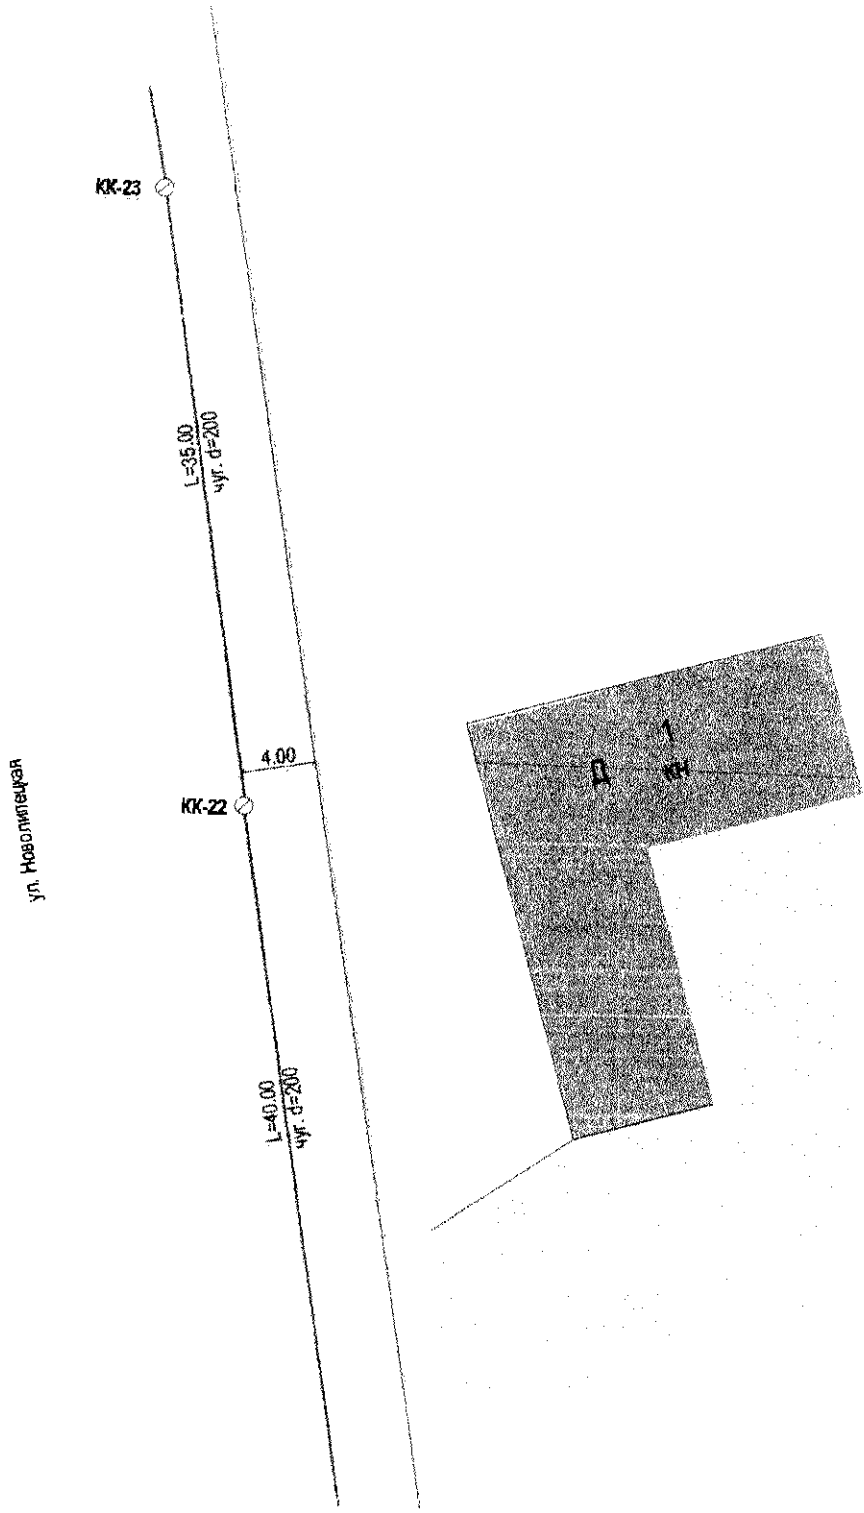 КК-23
L=35.00
чуг. d=200
4.00
КК-22
ул. Новолипецкая
1
Д
КН
L=40.00
чуг. d=200